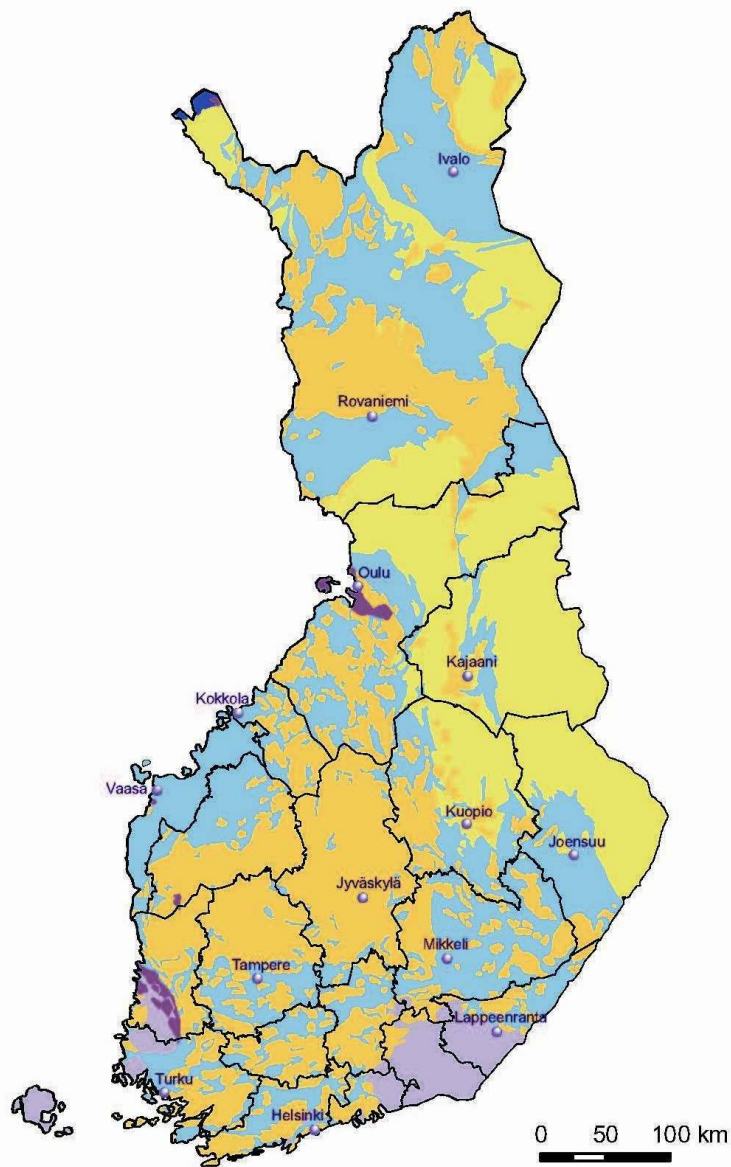 Ivalo
Rovaniemi
Oulu
Kajaani
Kokkola
Vaasa
Kuopio
Joensuu
Jyväskylä
Mikkeli
Tampere
Lappeenranta
Turku
Helsinki
0 50 100 km